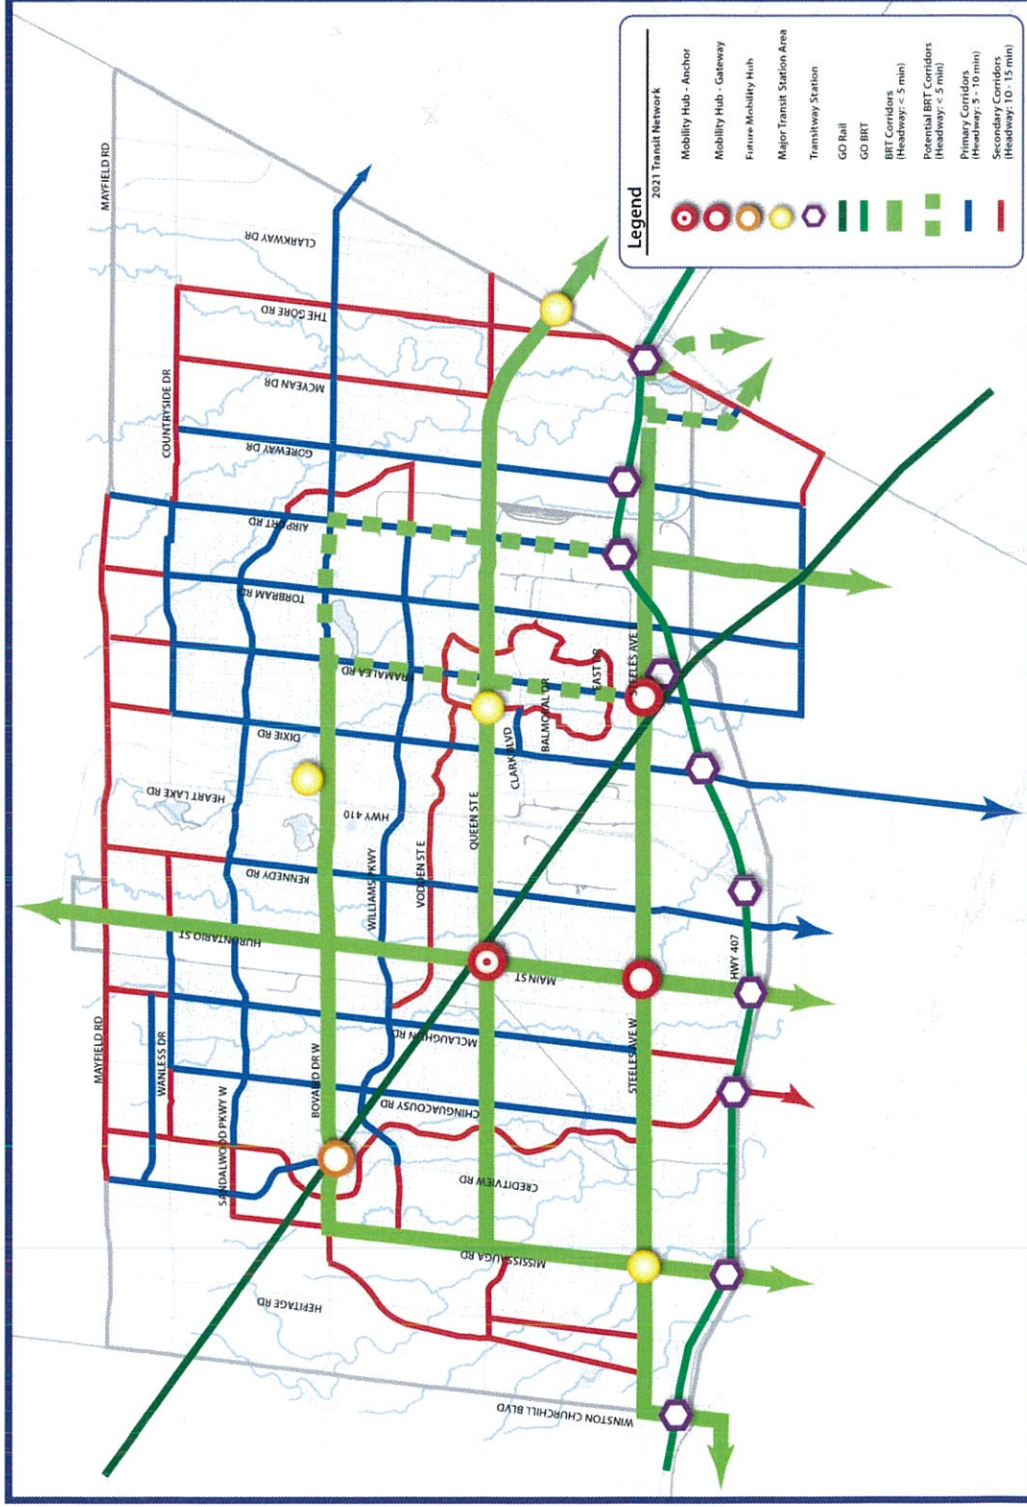 Legend
2021 Transit Network
Mobility Hub - Anchor
Mobility Hub - Gateway
Future Mobility Hub
Major Transit Station Area
Transitway Station
GO Rail
GO BRT
BRT Corridors
(Headway: < 5 min)
Potential BRT Corridors
(Headway: < 5 min)
Primary Corridors
(Headway: 5 - 10 min)
Secondary Corridors
(Headway: 10 - 15 min)
MAYFIELD RD
MAYFIELD RD
COUNTRYSIDE DR
WANLESS DR
SANDALWOOD PKWY W
BOVAIRD DR W
WILLIAMS PKWY
VODDEN ST E
QUEEN ST E
CLARK BLVD
BALMORAL DR
EAST DR
STEELES AVE E
STEELES AVE W
HWY 407
WINSTON CHURCHILL BLVD
HERITAGE RD
MISSISSAUGA RD
CREDITVIEW RD
CHINGUACOUSY RD
MCLAUGHLIN RD
HURONTARIO ST
MAIN ST
KENNEDY RD
HWY 410
HEART LAKE RD
DIXIE RD
BRAMALEA RD
TORBRAM RD
AIRPORT RD
GOREWAY DR
MCVEAN DR
THE GORE RD
CLARKWAY DR